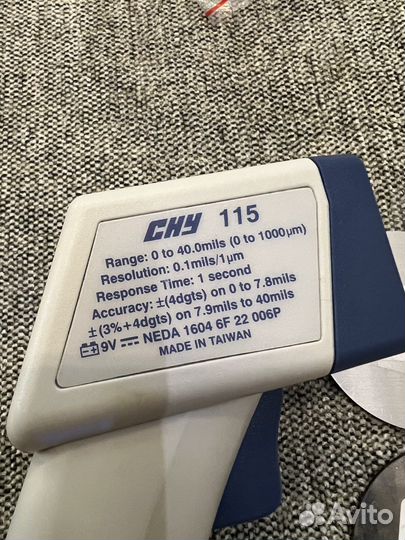 CHY 115
Range: 0 to 40.0mils (0 to 1000µm)
Resolution: 0.1mils/1µm
Response Time: 1 second
Accuracy: ±(4dgts) on 0 to 7.8mils
±(3%+4dgts) on 7.9mils to 40mils
9V NEDA 1604 6F 22 006P
MADE IN TAIWAN
Avito